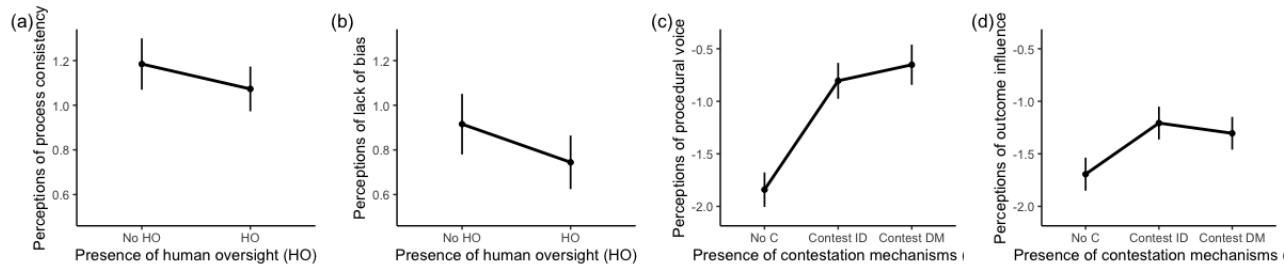 (a)
Perceptions of process consistency
1.2
1.0
0.8
0.6
No HO HO
Presence of human oversight (HO)
(b)
Perceptions of lack of bias
1.2
1.0
0.8
0.6
No HO HO
Presence of human oversight (HO)
(c)
Perceptions of procedural voice
-0.5
-1.0
-1.5
-2.0
No C Contest ID Contest DM
Presence of contestation mechanisms (
(d)
Perceptions of outcome influence
-0.5
-1.0
-1.5
-2.0
No C Contest ID Contest DM
Presence of contestation mechanisms (